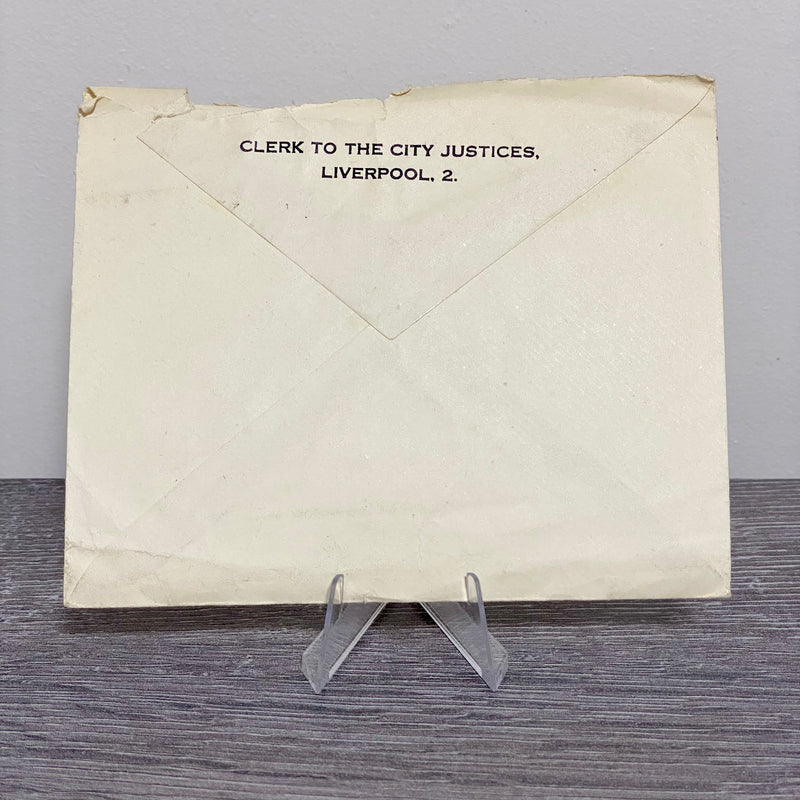 CLERK TO THE CITY JUSTICES,
LIVERPOOL, 2.